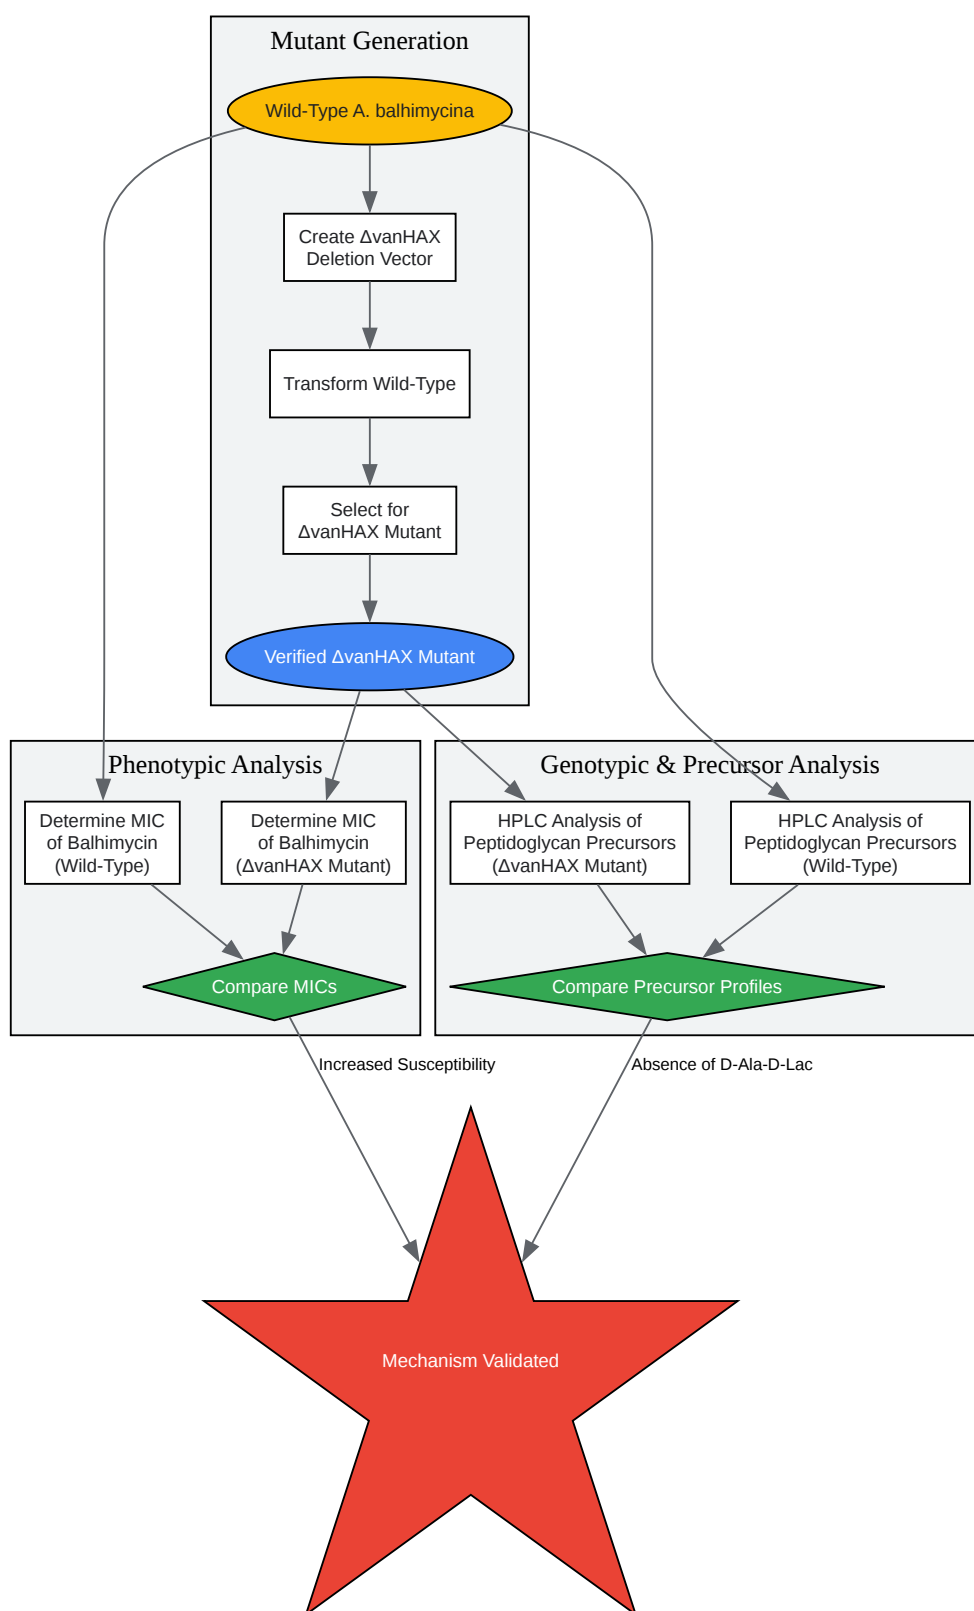 Mutant Generation
Wild-Type A. balhimycina
Create ΔvanHAX
Deletion Vector
Transform Wild-Type
Select for
ΔvanHAX Mutant
Verified ΔvanHAX Mutant
Phenotypic Analysis
Determine MIC
of Balhimycin
(Wild-Type)
Determine MIC
of Balhimycin
(ΔvanHAX Mutant)
Compare MICs
Genotypic & Precursor Analysis
HPLC Analysis of
Peptidoglycan Precursors
(ΔvanHAX Mutant)
HPLC Analysis of
Peptidoglycan Precursors
(Wild-Type)
Compare Precursor Profiles
Increased Susceptibility
Absence of D-Ala-D-Lac
Mechanism Validated